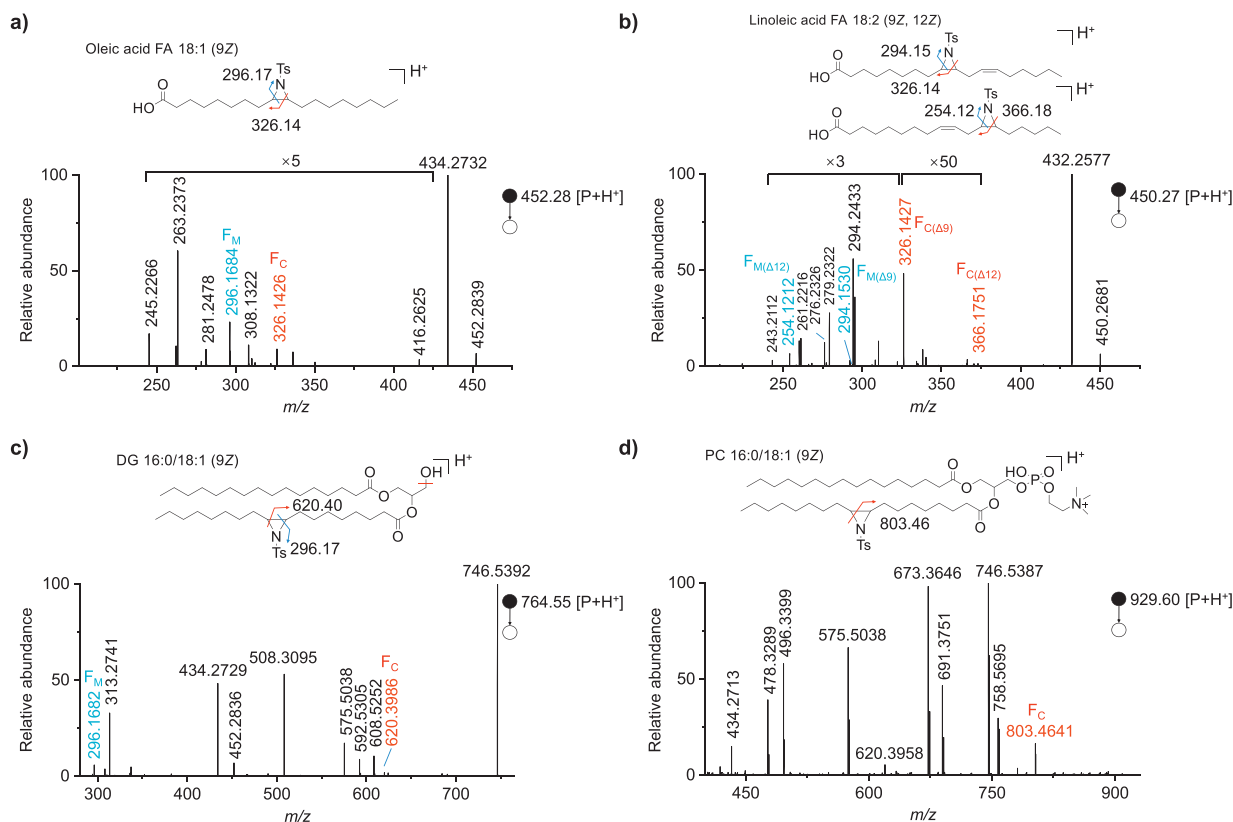 a)
Oleic acid FA 18:1 (9Z)
Ts
N
296.17
H+
O
HO
326.14
×5
434.2732
452.28 [P+H+]
263.2373
245.2266
281.2478
FM
296.1684
308.1322
FC
326.1426
416.2625
452.2839
Relative abundance
100
50
0
250
300
350
400
450
m/z
b)
Linoleic acid FA 18:2 (9Z, 12Z)
Ts
N
294.15
H+
O
HO
326.14
Ts
N
254.12
366.18
H+
O
HO
×3
×50
432.2577
450.27 [P+H+]
FM(Δ12)
243.2112
254.1212
261.2216
276.2326
279.2322
294.2433
294.1530
FM(Δ9)
326.1427
FC(Δ9)
FC(Δ12)
366.1751
450.2681
Relative abundance
100
50
0
250
300
350
400
450
m/z
c)
DG 16:0/18:1 (9Z)
OH
H+
O
O
O
O
620.40
N
Ts
296.17
746.5392
764.55 [P+H+]
FM
296.1682
313.2741
434.2729
452.2836
508.3095
575.5038
592.5305
608.5252
FC
620.3986
Relative abundance
100
50
0
300
400
500
600
700
m/z
d)
PC 16:0/18:1 (9Z)
H+
HO
O
P
O
O
O
O
O
O
N+
803.46
N
Ts
673.3646
746.5387
929.60 [P+H+]
434.2713
478.3289
496.3399
575.5038
620.3958
691.3751
758.5695
FC
803.4641
Relative abundance
100
50
0
450
600
750
900
m/z